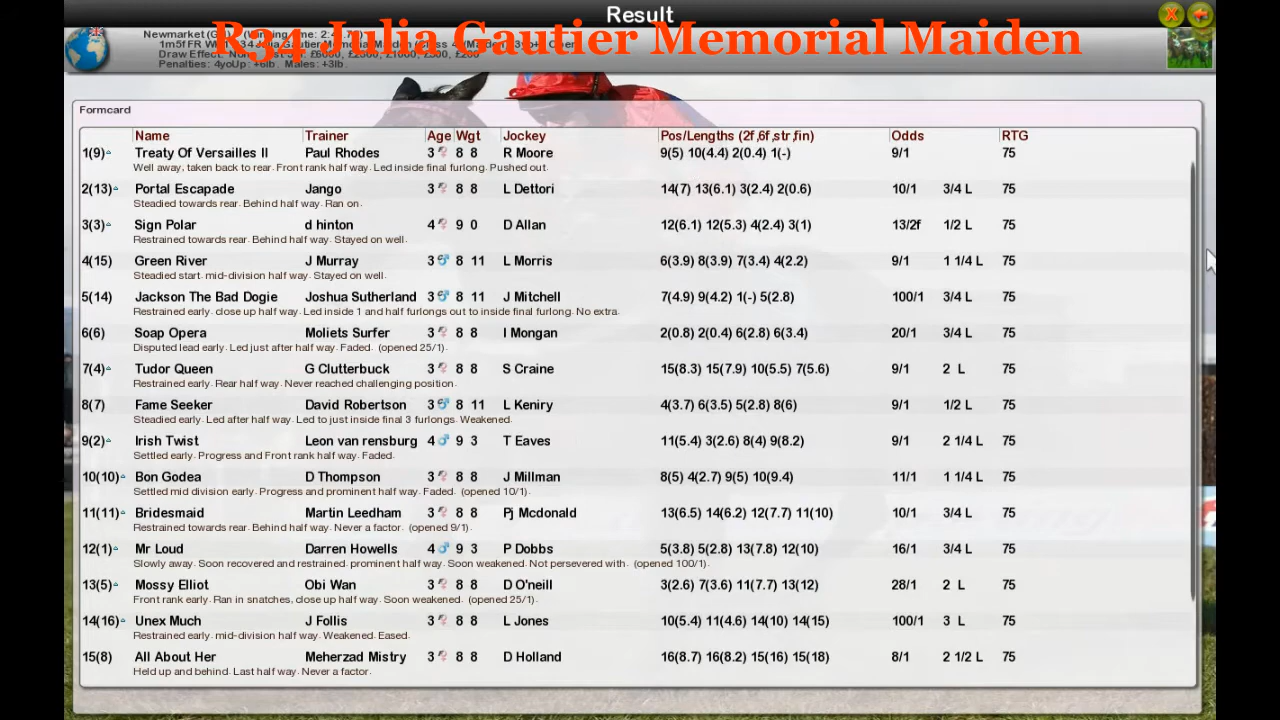 Result
R34 Julia Gautier Memorial Maiden
Penalties: 4yoUp: +6lb. Males: +3lb.
Formcard
Name Trainer Age Wgt Jockey Pos/Lengths (2f,6f,str,fin) Odds RTG
1(9) Treaty Of Versailles II Paul Rhodes 3 8 8 R Moore 9(5) 10(4.4) 2(0.4) 1(-) 9/1 75
Well away, taken back to rear. Front rank half way. Led inside final furlong. Pushed out.
2(13) Portal Escapade Jango 3 8 8 L Dettori 14(7) 13(6.1) 3(2.4) 2(0.6) 10/1 3/4 L 75
Steadied towards rear. Behind half way. Ran on.
3(3) Sign Polar d hinton 4 9 0 D Allan 12(6.1) 12(5.3) 4(2.4) 3(1) 13/2f 1/2 L 75
Restrained towards rear. Behind half way. Stayed on well.
4(15) Green River J Murray 3 8 11 L Morris 6(3.9) 8(3.9) 7(3.4) 4(2.2) 9/1 1 1/4 L 75
Steadied start. mid-division half way. Stayed on well.
5(14) Jackson The Bad Dogie Joshua Sutherland 3 8 11 J Mitchell 7(4.9) 9(4.2) 1(-) 5(2.8) 100/1 3/4 L 75
Restrained early. close up half way. Led inside 1 and half furlongs out to inside final furlong. No extra.
6(6) Soap Opera Moliets Surfer 3 8 8 I Mongan 2(0.8) 2(0.4) 6(2.8) 6(3.4) 20/1 3/4 L 75
Disputed lead early. Led just after half way. Faded. (opened 25/1).
7(4) Tudor Queen G Clutterbuck 3 8 8 S Craine 15(8.3) 15(7.9) 10(5.5) 7(5.6) 9/1 2 L 75
Restrained early. Rear half way. Never reached challenging position.
8(7) Fame Seeker David Robertson 3 8 11 L Keniry 4(3.7) 6(3.5) 5(2.8) 8(6) 9/1 1/2 L 75
Steadied early. Led after half way. Led to just inside final 3 furlongs. Weakened.
9(2) Irish Twist Leon van rensburg 4 9 3 T Eaves 11(5.4) 3(2.6) 8(4) 9(8.2) 9/1 2 1/4 L 75
Settled early. Progress and Front rank half way. Faded.
10(10) Bon Godea D Thompson 3 8 8 J Millman 8(5) 4(2.7) 9(5) 10(9.4) 11/1 1 1/4 L 75
Settled mid division early. Progress and prominent half way. Faded. (opened 10/1).
11(11) Bridesmaid Martin Leedham 3 8 8 Pj Mcdonald 13(6.5) 14(6.2) 12(7.7) 11(10) 10/1 3/4 L 75
Restrained towards rear. Behind half way. Never a factor. (opened 9/1).
12(1) Mr Loud Darren Howells 4 9 3 P Dobbs 5(3.8) 5(2.8) 13(7.8) 12(10) 16/1 3/4 L 75
Slowly away. Soon recovered and restrained. prominent half way. Soon weakened. Not persevered with. (opened 100/1).
13(5) Mossy Elliot Obi Wan 3 8 8 D O'neill 3(2.6) 7(3.6) 11(7.7) 13(12) 28/1 2 L 75
Front rank early. Ran in snatches, close up half way. Soon weakened. (opened 25/1).
14(16) Unex Much J Follis 3 8 8 L Jones 10(5.4) 11(4.6) 14(10) 14(15) 100/1 3 L 75
Restrained early. mid-division half way. Weakened. Eased.
15(8) All About Her Meherzad Mistry 3 8 8 D Holland 16(8.7) 16(8.2) 15(16) 15(18) 8/1 2 1/2 L 75
Held up and behind. Last half way. Never a factor.